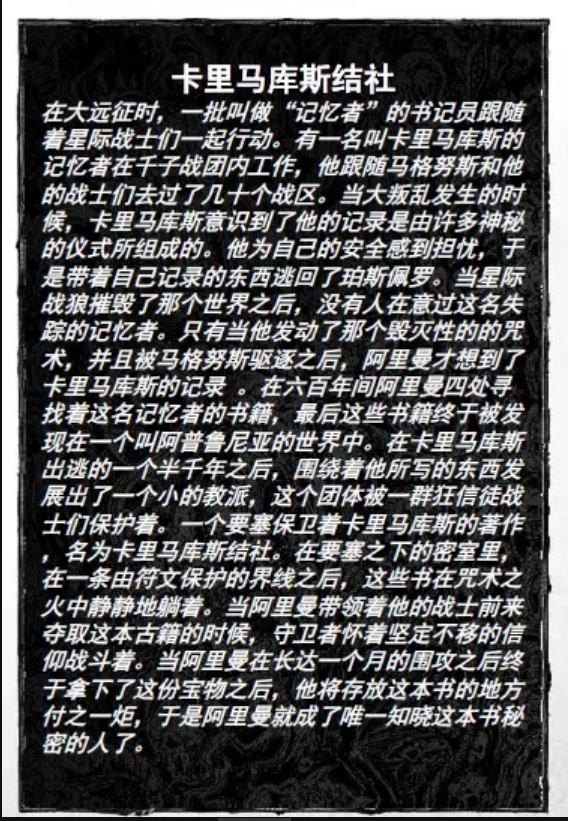 卡里马库斯结社
在大远征时，一批叫做“记忆者”的书记员跟随
着星际战士们一起行动。有一名叫卡里马库斯的
记忆者在千子战团内工作，他跟随马格努斯和他
的战士们去过了几十个战区。当大叛乱发生的时
候，卡里马库斯意识到了他的记录是由许多神秘
的仪式所组成的。他为自己的安全感到担忧，于
是带着自己记录的东西逃回了珀斯佩罗。当星际
战狼摧毁了那个世界之后，没有人在意过这名失
踪的记忆者。只有当他发动了那个毁灭性的的咒
术，并且被马格努斯驱逐之后，阿里曼才想到了
卡里马库斯的记录 。在六百年间阿里曼四处寻
找着这名记忆者的书籍，最后这些书籍终于被发
现在一个叫阿普鲁尼亚的世界中。在卡里马库斯
出逃的一个半千年之后，围绕着他所写的东西发
展出了一个小的教派，这个团体被一群狂信徒战
士们保护着。一个要塞保卫着卡里马库斯的著作
，名为卡里马库斯结社。在要塞之下的密室里，
在一条由符文保护的界线之后，这些书在咒术之
火中静静地躺着。当阿里曼带领着他的战士前来
夺取这本古籍的时候，守卫者怀着坚定不移的信
仰战斗着。当阿里曼在长达一个月的围攻之后终
于拿下了这份宝物之后，他将存放这本书的地方
付之一炬，于是阿里曼就成了唯一知晓这本书秘
密的人了。